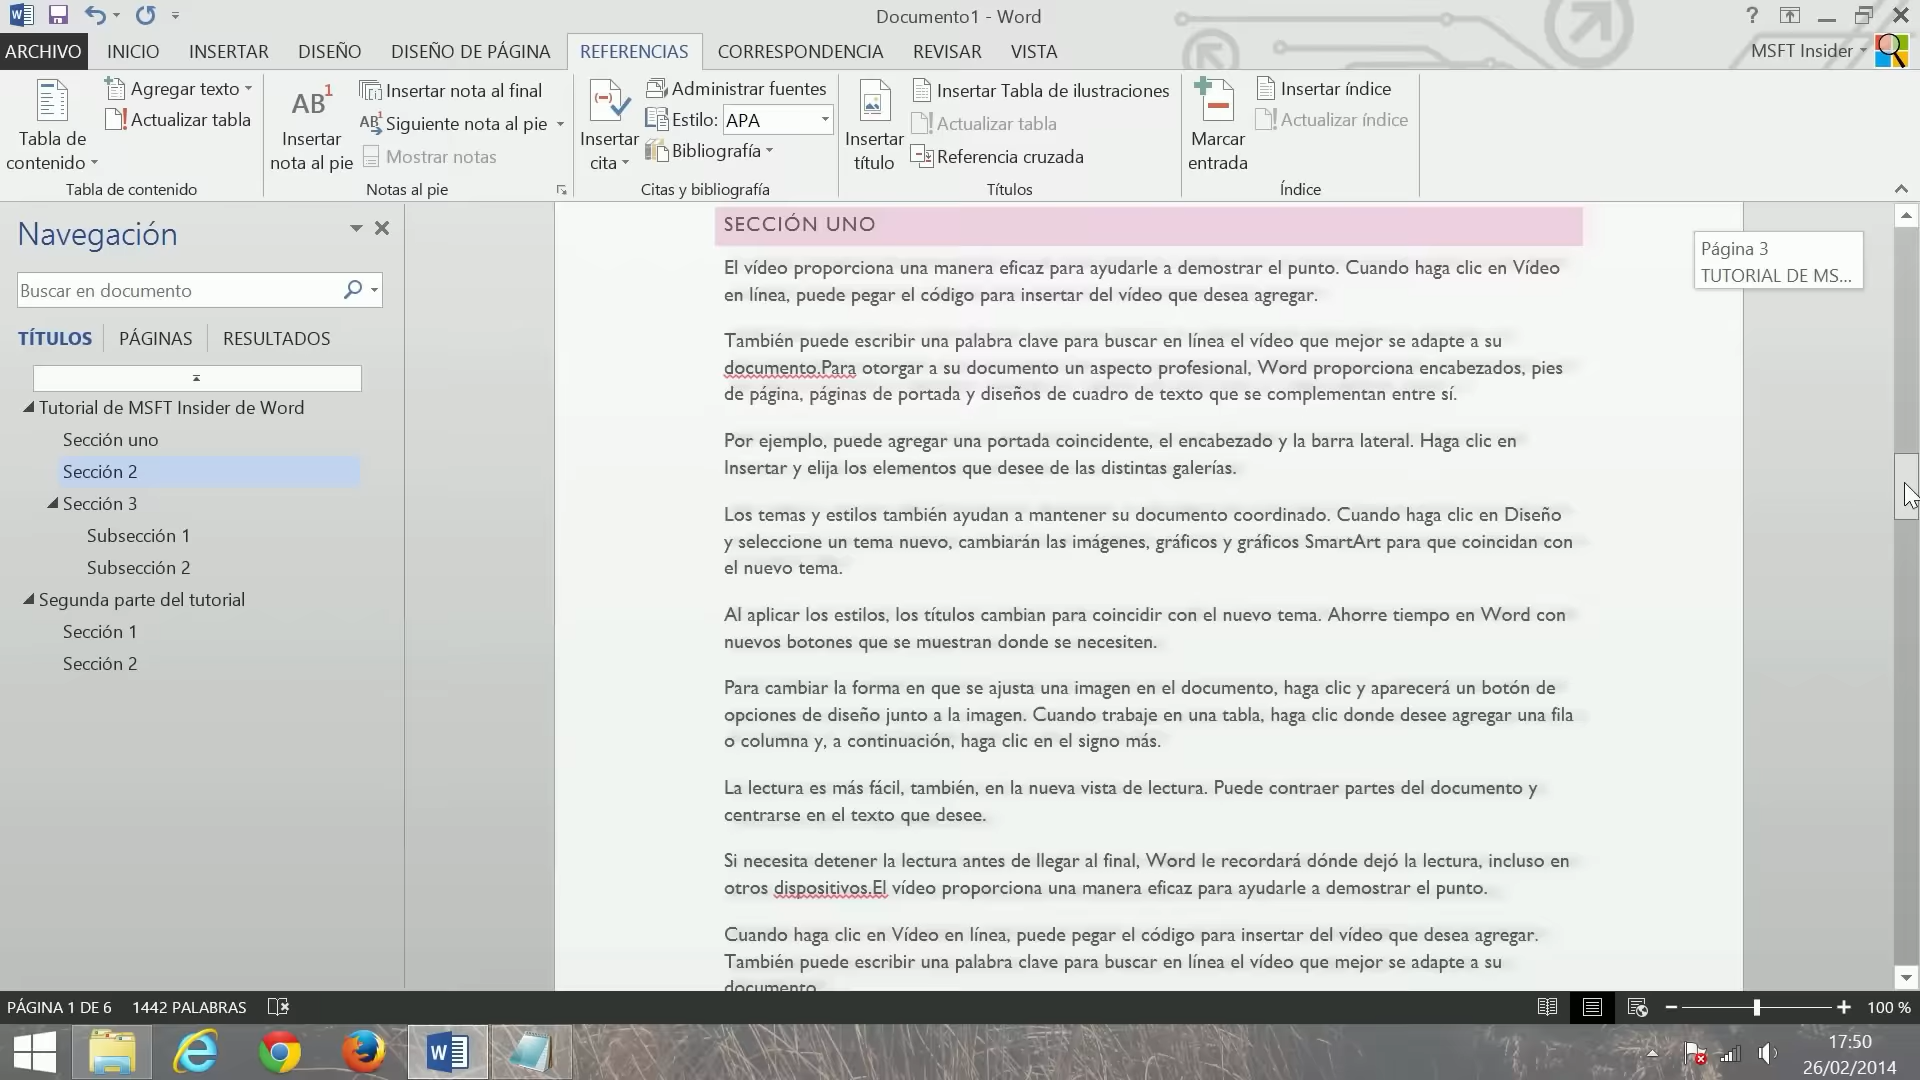 Documento1 - Word
?
ARCHIVO INICIO INSERTAR DISEÑO DISEÑO DE PÁGINA REFERENCIAS CORRESPONDENCIA REVISAR VISTA MSFT Insider
Tabla de contenido
Agregar texto
Actualizar tabla
Tabla de contenido
AB1
Insertar nota al pie
Insertar nota al final
Siguiente nota al pie
Mostrar notas
Notas al pie
Insertar cita
Administrar fuentes
Estilo: APA
Bibliografía
Citas y bibliografía
Insertar título
Insertar Tabla de ilustraciones
Actualizar tabla
Referencia cruzada
Títulos
Marcar entrada
Insertar índice
Actualizar índice
Índice
Navegación
Buscar en documento
TÍTULOS PÁGINAS RESULTADOS
Tutorial de MSFT Insider de Word
Sección uno
Sección 2
Sección 3
Subsección 1
Subsección 2
Segunda parte del tutorial
Sección 1
Sección 2
SECCIÓN UNO
El vídeo proporciona una manera eficaz para ayudarle a demostrar el punto. Cuando haga clic en Vídeo
en línea, puede pegar el código para insertar del vídeo que desea agregar.
También puede escribir una palabra clave para buscar en línea el vídeo que mejor se adapte a su
documento.Para otorgar a su documento un aspecto profesional, Word proporciona encabezados, pies
de página, páginas de portada y diseños de cuadro de texto que se complementan entre sí.
Por ejemplo, puede agregar una portada coincidente, el encabezado y la barra lateral. Haga clic en
Insertar y elija los elementos que desee de las distintas galerías.
Los temas y estilos también ayudan a mantener su documento coordinado. Cuando haga clic en Diseño
y seleccione un tema nuevo, cambiarán las imágenes, gráficos y gráficos SmartArt para que coincidan con
el nuevo tema.
Al aplicar los estilos, los títulos cambian para coincidir con el nuevo tema. Ahorre tiempo en Word con
nuevos botones que se muestran donde se necesiten.
Para cambiar la forma en que se ajusta una imagen en el documento, haga clic y aparecerá un botón de
opciones de diseño junto a la imagen. Cuando trabaje en una tabla, haga clic donde desee agregar una fila
o columna y, a continuación, haga clic en el signo más.
La lectura es más fácil, también, en la nueva vista de lectura. Puede contraer partes del documento y
centrarse en el texto que desee.
Si necesita detener la lectura antes de llegar al final, Word le recordará dónde dejó la lectura, incluso en
otros dispositivos.El vídeo proporciona una manera eficaz para ayudarle a demostrar el punto.
Cuando haga clic en Vídeo en línea, puede pegar el código para insertar del vídeo que desea agregar.
También puede escribir una palabra clave para buscar en línea el vídeo que mejor se adapte a su
documento.
Página 3
TUTORIAL DE MS...
PÁGINA 1 DE 6 1442 PALABRAS 100 %
17:50
26/02/2014